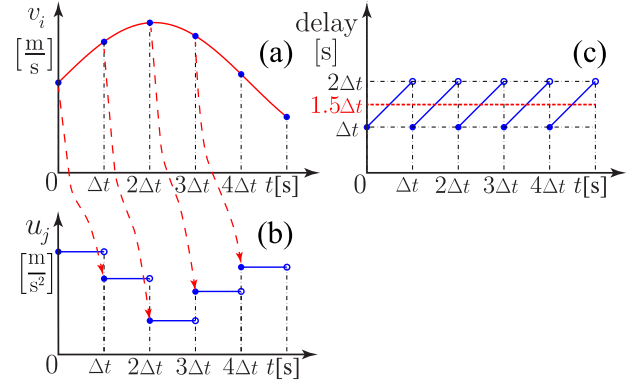 v_i
[m/s]
(a)
0 Δt 2Δt 3Δt 4Δt t[s]
u_j
[m/s²]
(b)
0 Δt 2Δt 3Δt 4Δt t[s]
delay
[s]
(c)
2Δt
1.5Δt
Δt
0 Δt 2Δt 3Δt 4Δt t[s]